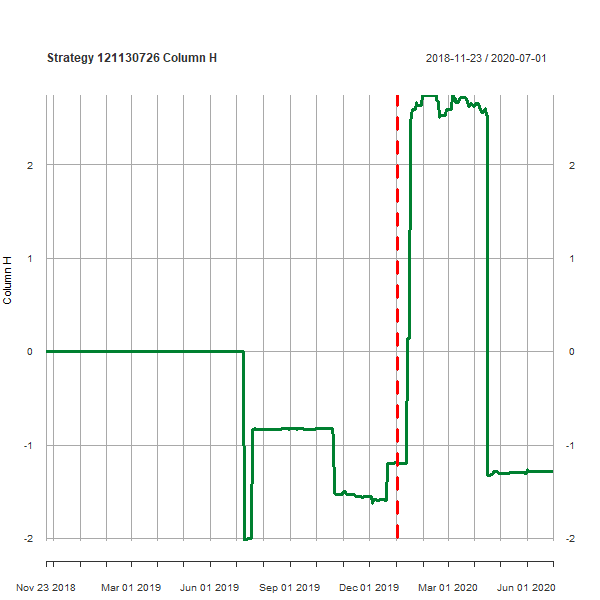 Strategy 121130726 Column H
2018-11-23 / 2020-07-01
2 2
1 1
0 0
-1 -1
-2 -2
Column H
Nov 23 2018 Mar 01 2019 Jun 01 2019 Sep 01 2019 Dec 01 2019 Mar 01 2020 Jun 01 2020